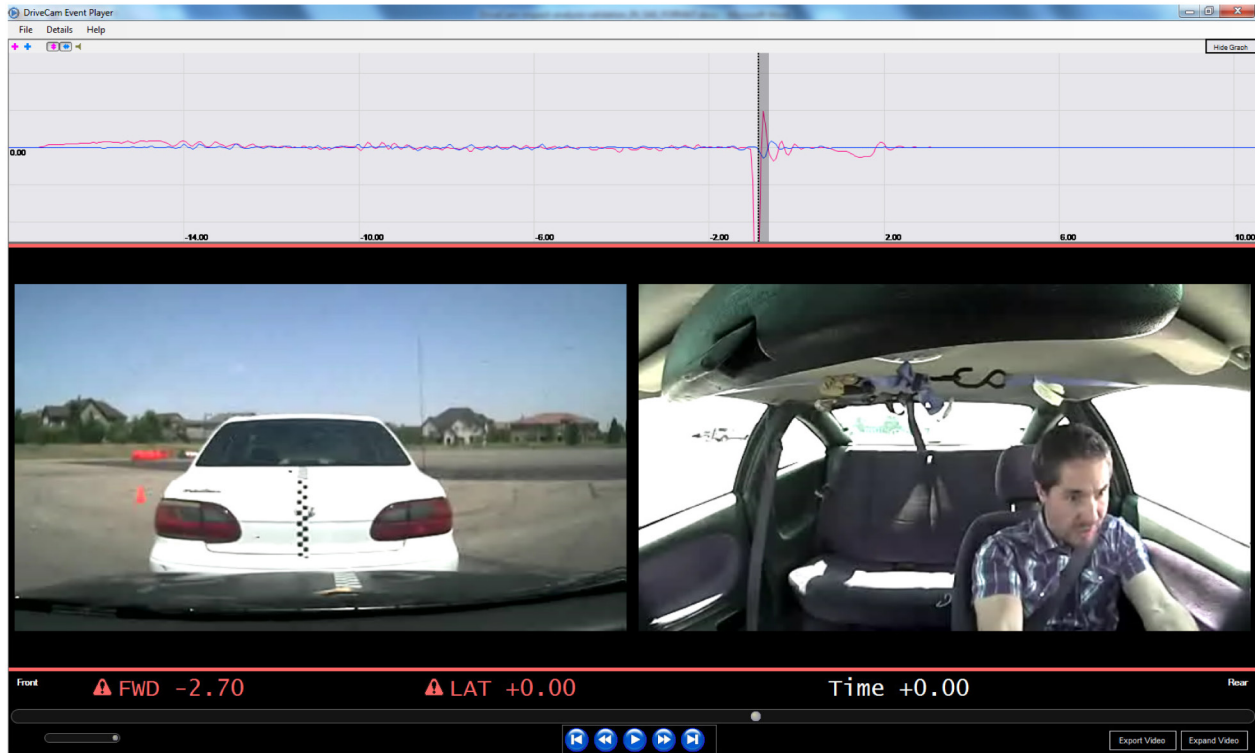 DriveCam Event Player
File Details Help
Hide Graph
0.00
-14.00 -10.00 -6.00 -2.00 2.00 6.00 10.00
Front FWD -2.70 LAT +0.00 Time +0.00 Rear
Export Video Expand Video